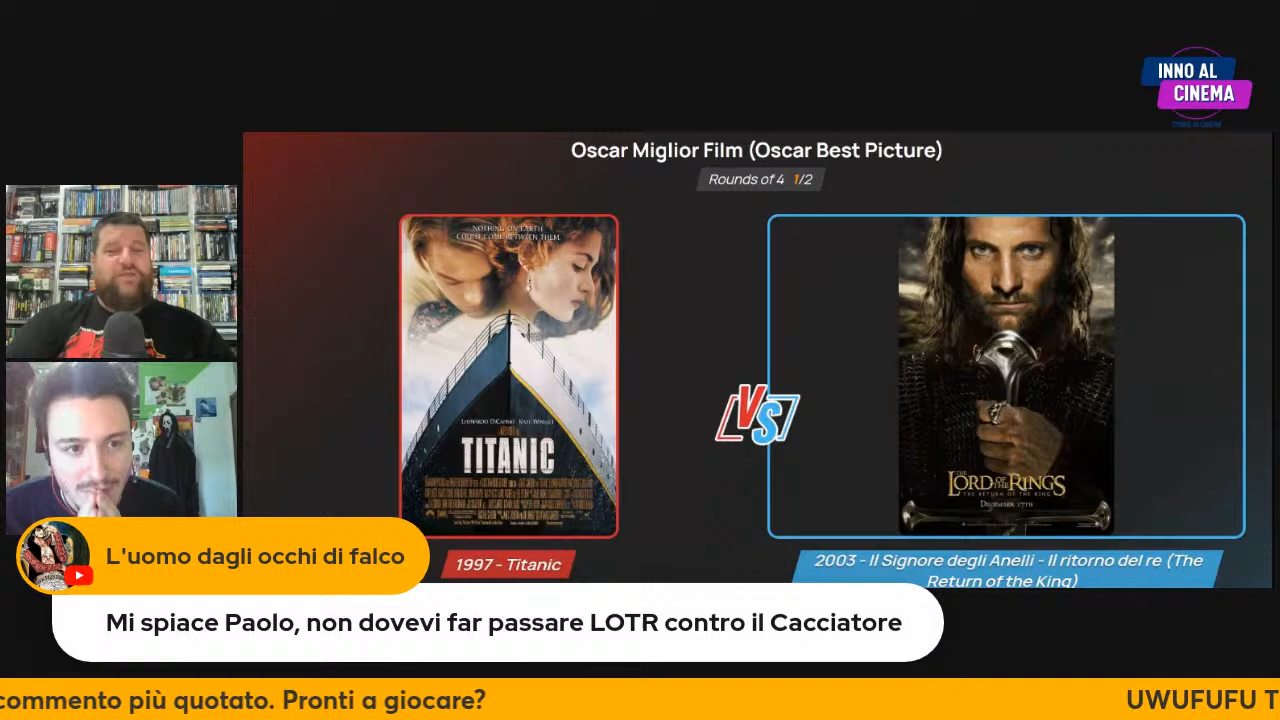 INNO AL
CINEMA
Oscar Miglior Film (Oscar Best Picture)
Rounds of 4 1/2
NOTHING ON EARTH
COULD COME BETWEEN THEM.
LEONARDO DICAPRIO KATE WINSLET
TITANIC
THE
LORD OF THE RINGS
THE RETURN OF THE KING
DECEMBER 17TH
VS
1997 - Titanic
2003 - Il Signore degli Anelli - Il ritorno del re (The
Return of the King)
L'uomo dagli occhi di falco
Mi spiace Paolo, non dovevi far passare LOTR contro il Cacciatore
commento più quotato. Pronti a giocare?
UWUFUFU T